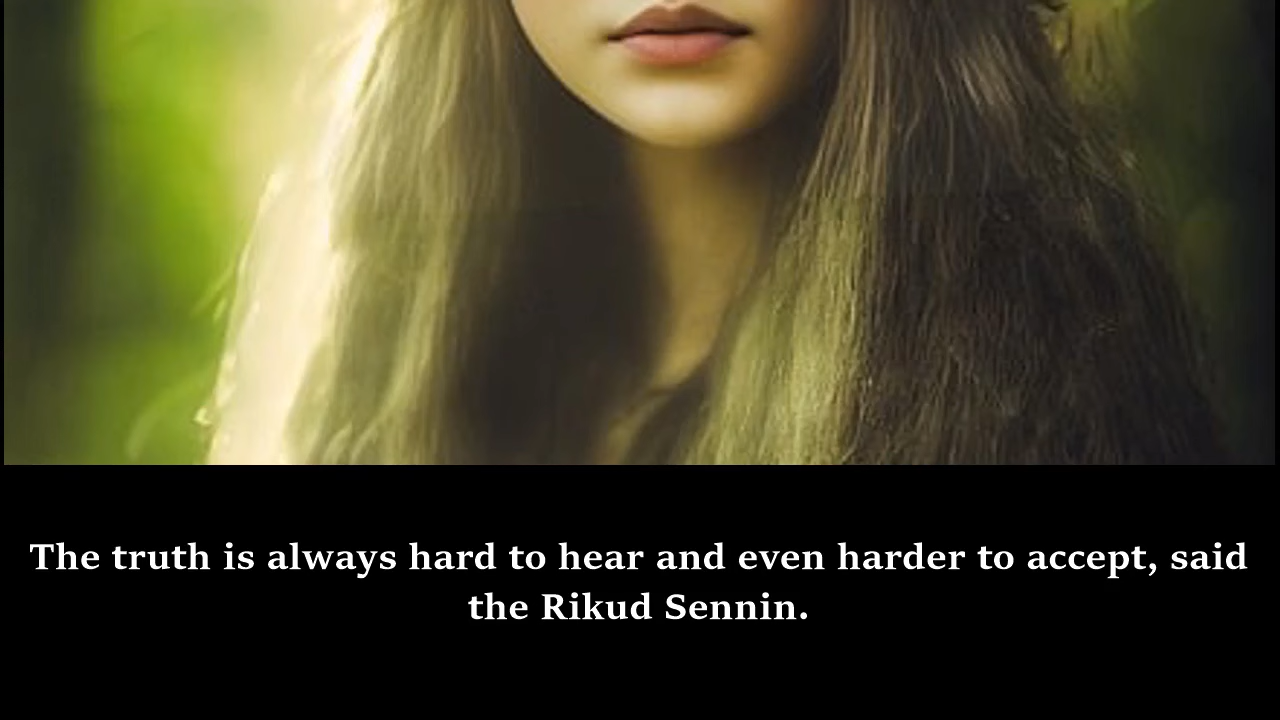 The truth is always hard to hear and even harder to accept, said
the Rikud Sennin.